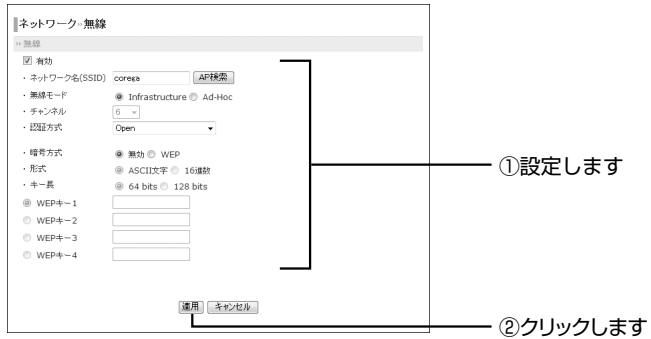 ネットワーク»無線
» 無線
有効
・ネットワーク名(SSID) corega AP検索
・無線モード Infrastructure Ad-Hoc
・チャンネル 6
・認証方式 Open
・暗号方式 無効 WEP
・形式 ASCII文字 16進数
・キー長 64 bits 128 bits
WEPキー1
WEPキー2
WEPキー3
WEPキー4
①設定します
適用 キャンセル
②クリックします